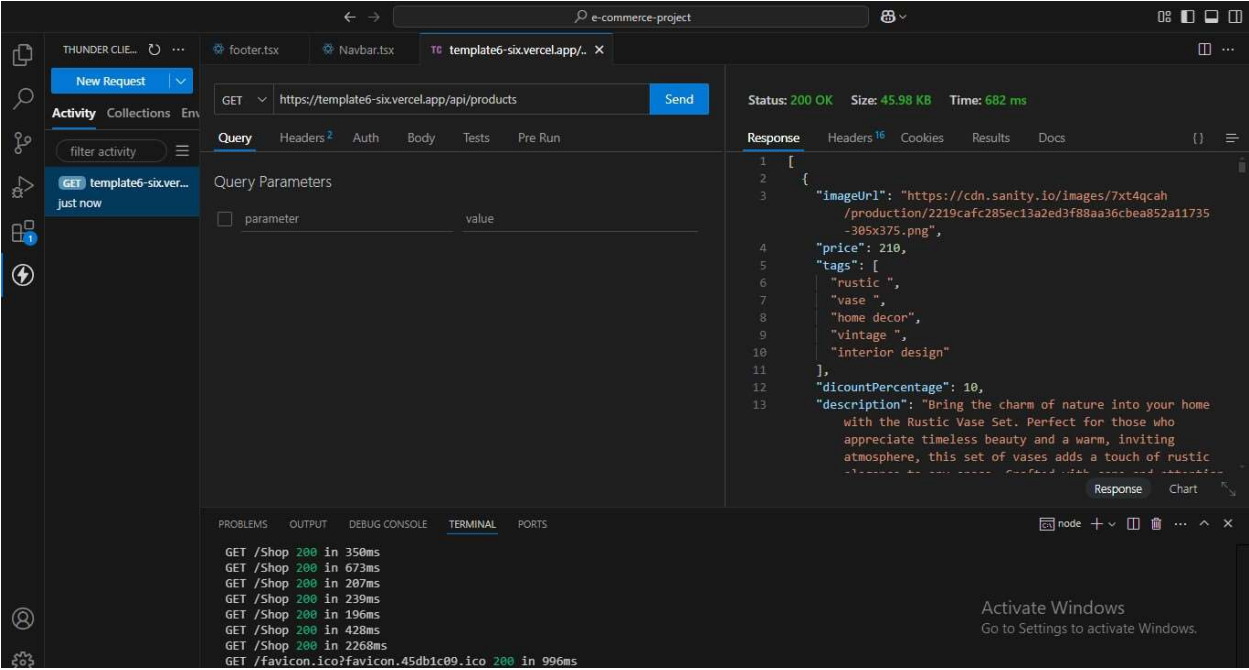 e-commerce-project
THUNDER CLIE...
footer.tsx
Navbar.tsx
TC template6-six.vercel.app/..
New Request
Activity Collections Env
filter activity
GET template6-six.ver...
just now
1
GET https://template6-six.vercel.app/api/products Send
Query Headers 2 Auth Body Tests Pre Run
Query Parameters
parameter value
Status: 200 OK Size: 45.98 KB Time: 682 ms
Response Headers 16 Cookies Results Docs { }
1 [
2 {
3 "imageUrl": "https://cdn.sanity.io/images/7xt4qcah
/production/2219cafc285ec13a2ed3f88aa36cbea852a11735
-305x375.png",
4 "price": 210,
5 "tags": [
6 "rustic ",
7 "vase ",
8 "home decor",
9 "vintage ",
10 "interior design"
11 ],
12 "dicountPercentage": 10,
13 "description": "Bring the charm of nature into your home
with the Rustic Vase Set. Perfect for those who
appreciate timeless beauty and a warm, inviting
atmosphere, this set of vases adds a touch of rustic
Response Chart
PROBLEMS OUTPUT DEBUG CONSOLE TERMINAL PORTS
node
GET /Shop 200 in 350ms
GET /Shop 200 in 673ms
GET /Shop 200 in 207ms
GET /Shop 200 in 239ms
GET /Shop 200 in 196ms
GET /Shop 200 in 428ms
GET /Shop 200 in 2268ms
GET /favicon.ico?favicon.45db1c09.ico 200 in 996ms
Activate Windows
Go to Settings to activate Windows.